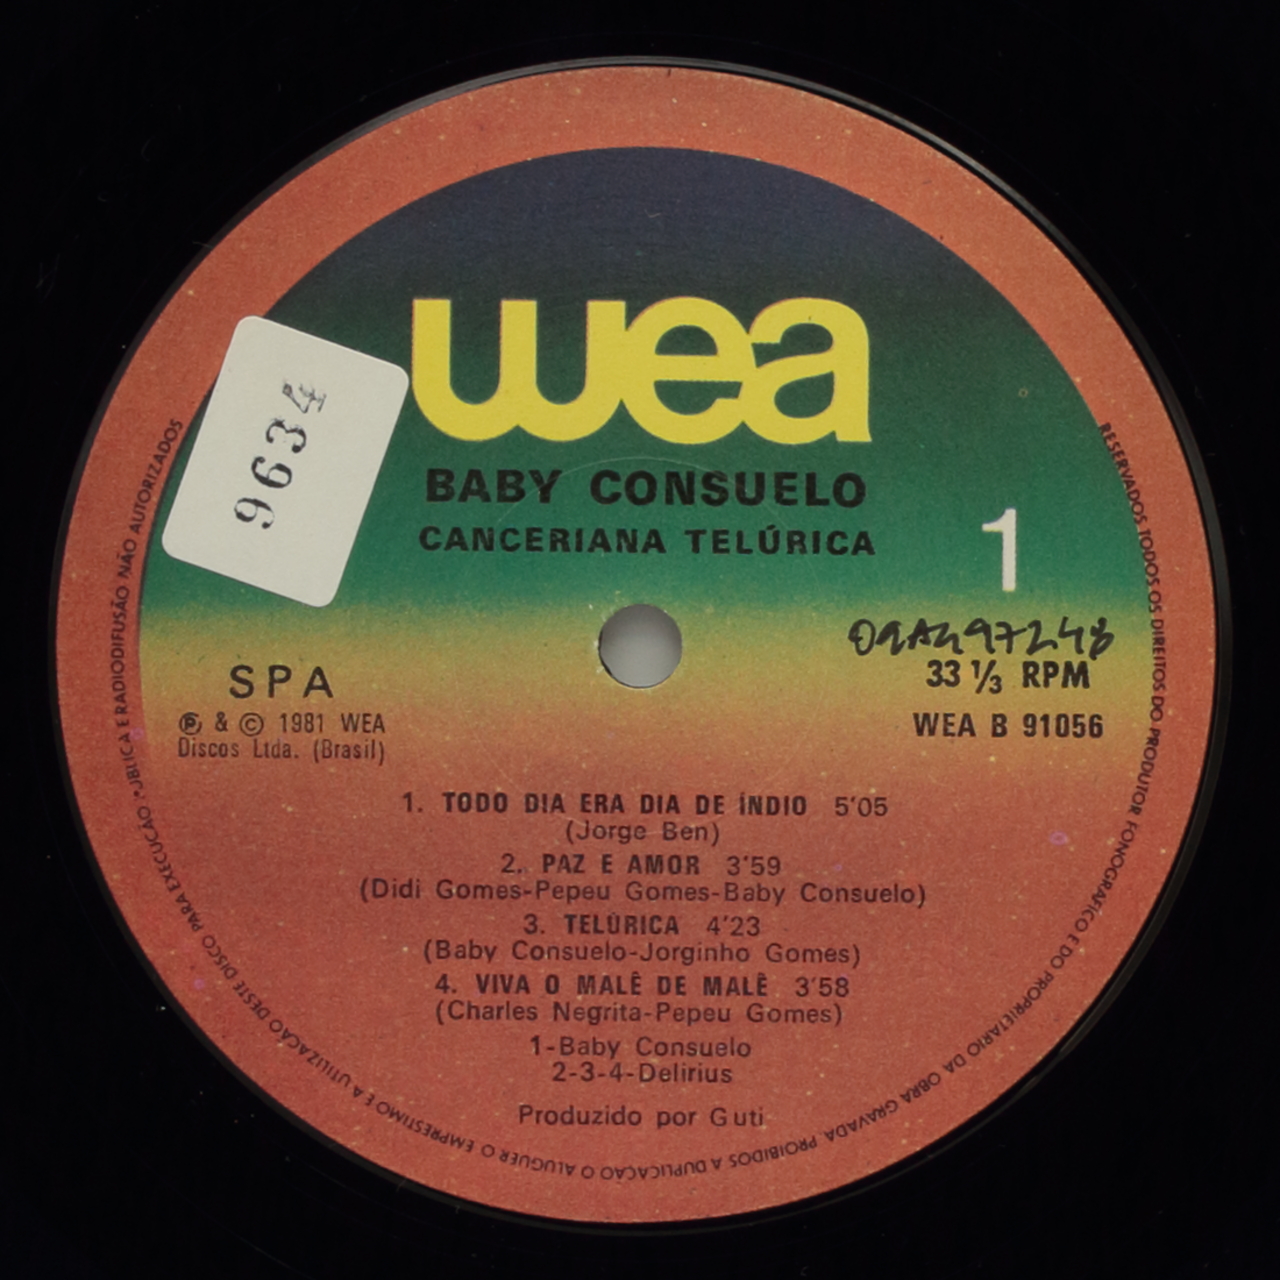 wea
BABY CONSUELO
CANCERIANA TELÚRICA
1
9634
33 1/3 RPM
WEA B 91056
SPA
Ⓟ & © 1981 WEA
Discos Ltda. (Brasil)
1. TODO DIA ERA DIA DE ÍNDIO 5'05
(Jorge Ben)
2. PAZ E AMOR 3'59
(Didi Gomes-Pepeu Gomes-Baby Consuelo)
3. TELÚRICA 4'23
(Baby Consuelo-Jorginho Gomes)
4. VIVA O MALÊ DE MALÊ 3'58
(Charles Negrita-Pepeu Gomes)
1-Baby Consuelo
2-3-4-Delirius
Produzido por Guti
RESERVADOS TODOS OS DIREITOS DO PRODUTOR FONOGRÁFICO E DO PROPRIETARIO DA OBRA GRAVADA. PROIBIDOS A DUPLICAÇÃO O ALUGUER O EMPRESTIMO E A UTILIZAÇÃO DESTE DISCO PARA EXECUÇÃO PÚBLICA E RADIODIFUSÃO NÃO AUTORIZADOS